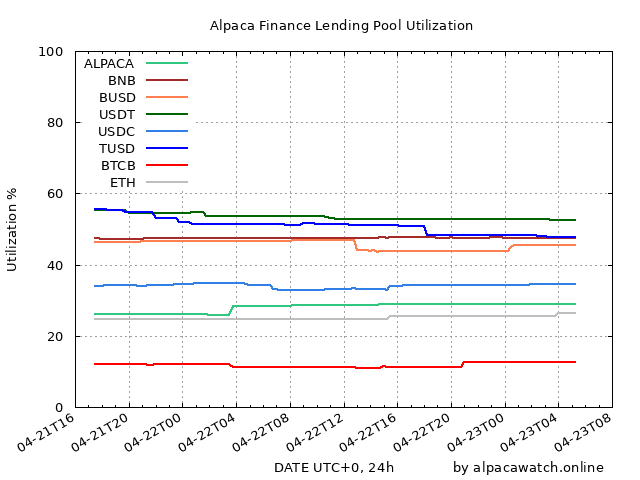 Alpaca Finance Lending Pool Utilization
100
80
60
40
20
0
Utilization %
ALPACA
BNB
BUSD
USDT
USDC
TUSD
BTCB
ETH
04-21T16
04-21T20
04-22T00
04-22T04
04-22T08
04-22T12
04-22T16
04-22T20
04-23T00
04-23T04
04-23T08
DATE UTC+0, 24h
by alpacawatch.online